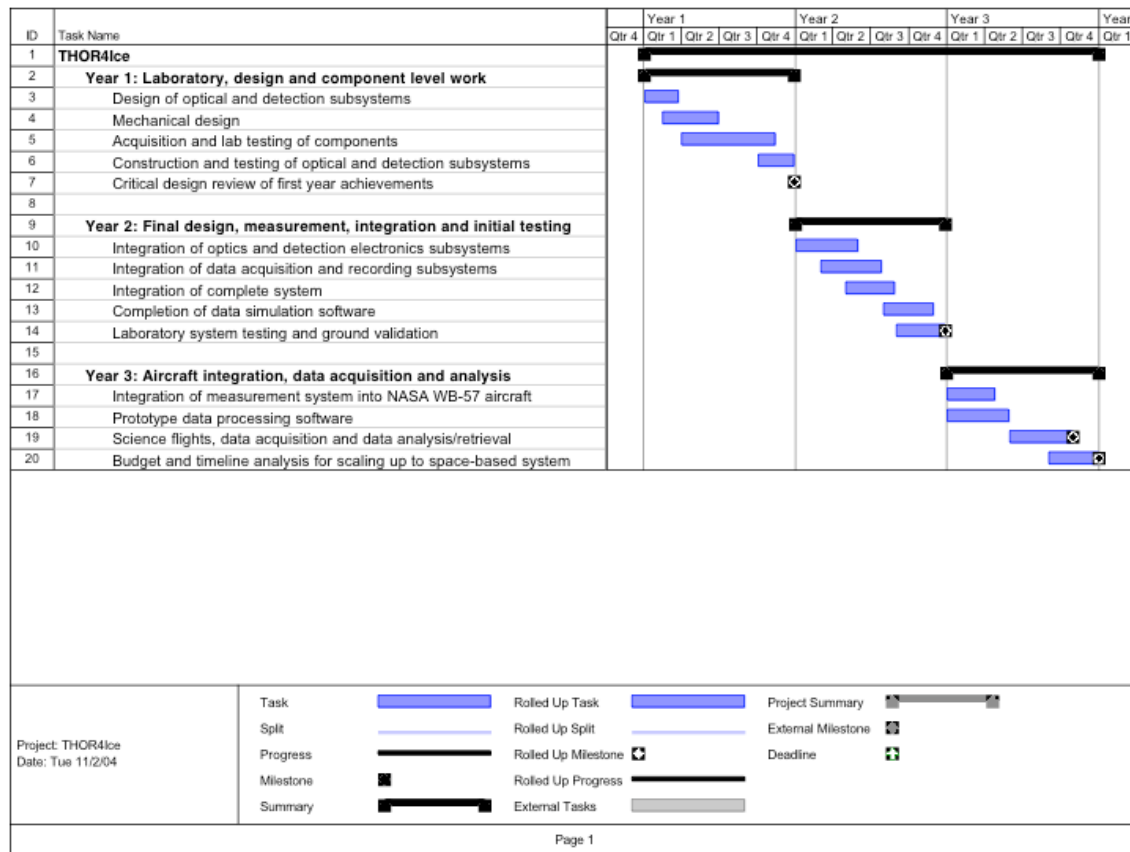 Year 1 Year 2 Year 3 Year
ID Task Name Qtr 4 Qtr 1 Qtr 2 Qtr 3 Qtr 4 Qtr 1 Qtr 2 Qtr 3 Qtr 4 Qtr 1 Qtr 2 Qtr 3 Qtr 4 Qtr 1
1 THOR4Ice
2 Year 1: Laboratory, design and component level work
3 Design of optical and detection subsystems
4 Mechanical design
5 Acquisition and lab testing of components
6 Construction and testing of optical and detection subsystems
7 Critical design review of first year achievements
8
9 Year 2: Final design, measurement, integration and initial testing
10 Integration of optics and detection electronics subsystems
11 Integration of data acquisition and recording subsystems
12 Integration of complete system
13 Completion of data simulation software
14 Laboratory system testing and ground validation
15
16 Year 3: Aircraft integration, data acquisition and analysis
17 Integration of measurement system into NASA WB-57 aircraft
18 Prototype data processing software
19 Science flights, data acquisition and data analysis/retrieval
20 Budget and timeline analysis for scaling up to space-based system
Project: THOR4Ice
Date: Tue 11/2/04
Task
Split
Progress
Milestone
Summary
Rolled Up Task
Rolled Up Split
Rolled Up Milestone
Rolled Up Progress
External Tasks
Project Summary
External Milestone
Deadline
Page 1